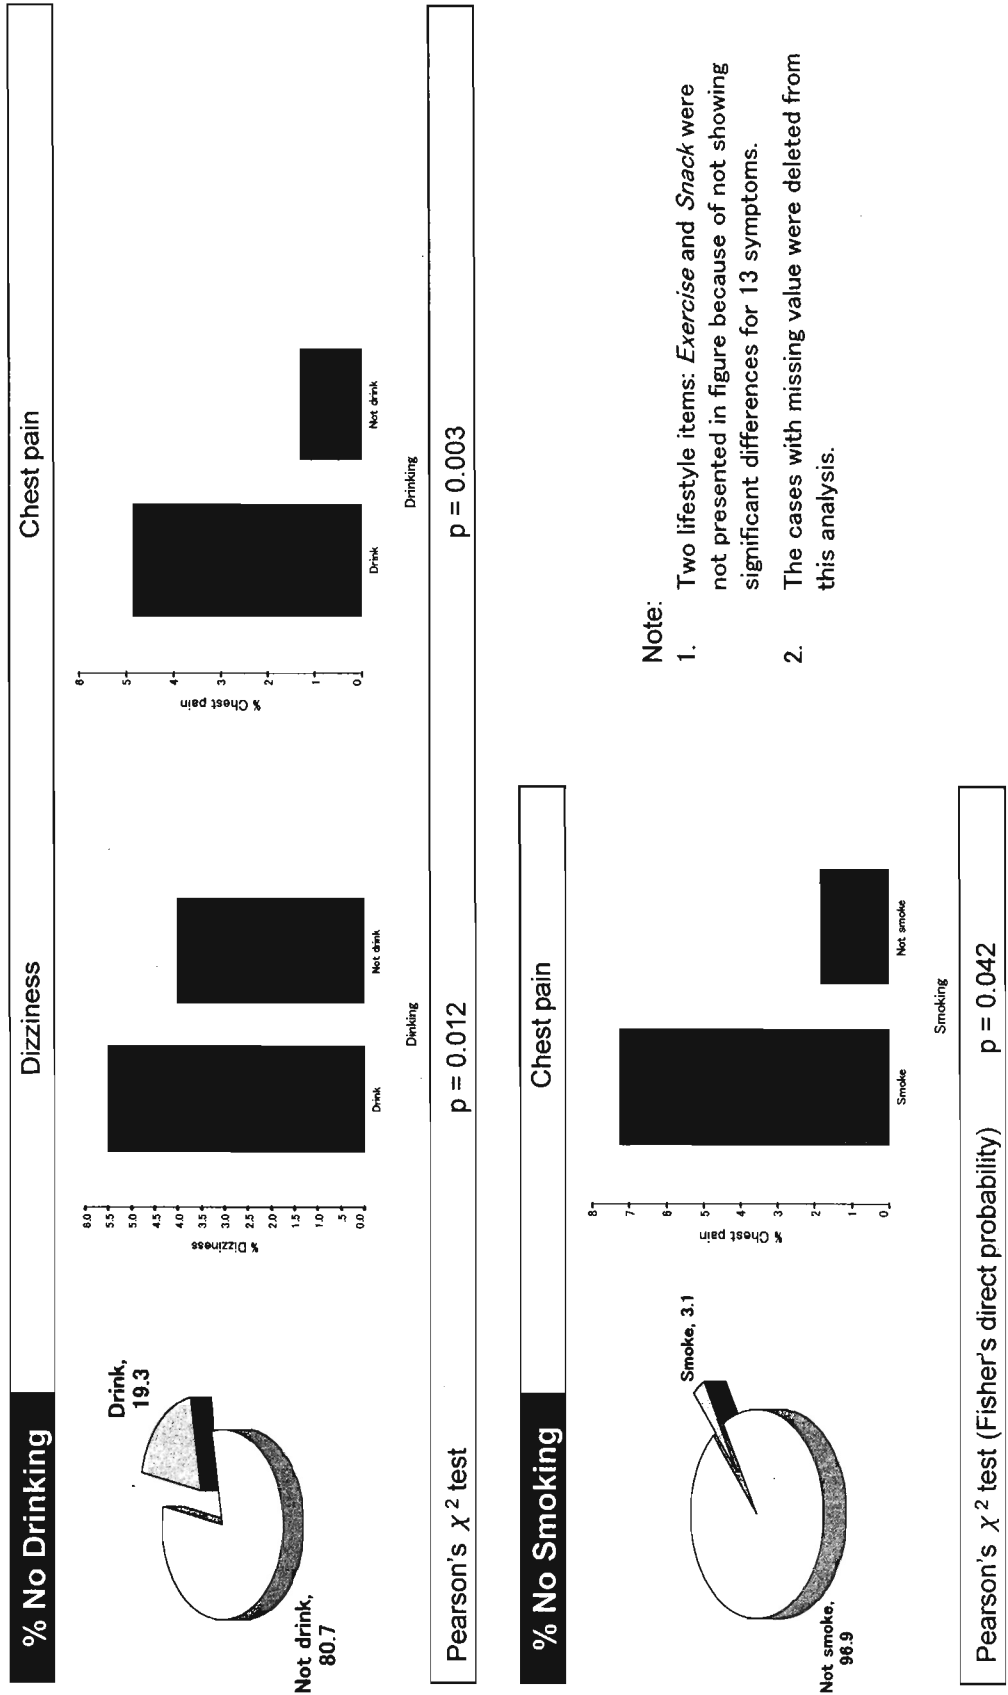 % No Drinking
Dizziness
Chest pain
Drink,
19.3
Not drink,
80.7
% Dizziness
6.0
5.5
5.0
4.5
4.0
3.5
3.0
2.5
2.0
1.5
1.0
.5
0.0
Drink
Not drink
Dinking
% Chest pain
6
5
4
3
2
1
0
Drink
Not drink
Drinking
Pearson's χ² test
p = 0.012
p = 0.003
% No Smoking
Chest pain
Smoke, 3.1
Not smoke,
96.9
% Chest pain
8
7
6
5
4
3
2
1
0
Smoke
Not smoke
Smoking
Pearson's χ² test (Fisher's direct probability)
p = 0.042
Note:
1. Two lifestyle items: Exercise and Snack were
not presented in figure because of not showing
significant differences for 13 symptoms.
2. The cases with missing value were deleted from
this analysis.